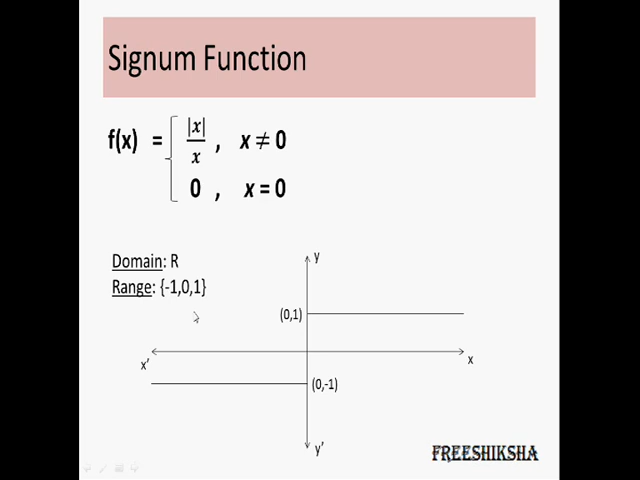 Signum Function
f(x) = { |x|/x , x ≠ 0
0 , x = 0
Domain: R
Range: {-1,0,1}
y
(0,1)
x' x
(0,-1)
y'
FREESHIKSHA